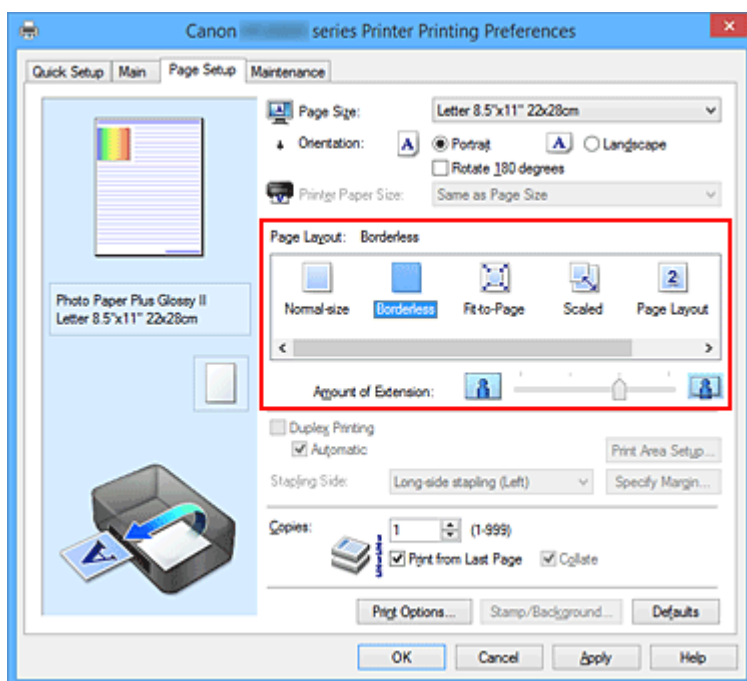 Canon series Printer Printing Preferences
Quick Setup Main Page Setup Maintenance
Page Size: Letter 8.5"x11" 22x28cm
Orientation: A Portrait A Landscape
Rotate 180 degrees
Printer Paper Size: Same as Page Size
Page Layout: Borderless
2
Normal-size Borderless Fit-to-Page Scaled Page Layout
Photo Paper Plus Glossy II
Letter 8.5"x11" 22x28cm
Amount of Extension:
Duplex Printing
Automatic Print Area Setup...
Stapling Side: Long-side stapling (Left) Specify Margin...
Copies: 1 (1-999)
Print from Last Page Collate
A
Print Options... Stamp/Background... Defaults
OK Cancel Apply Help